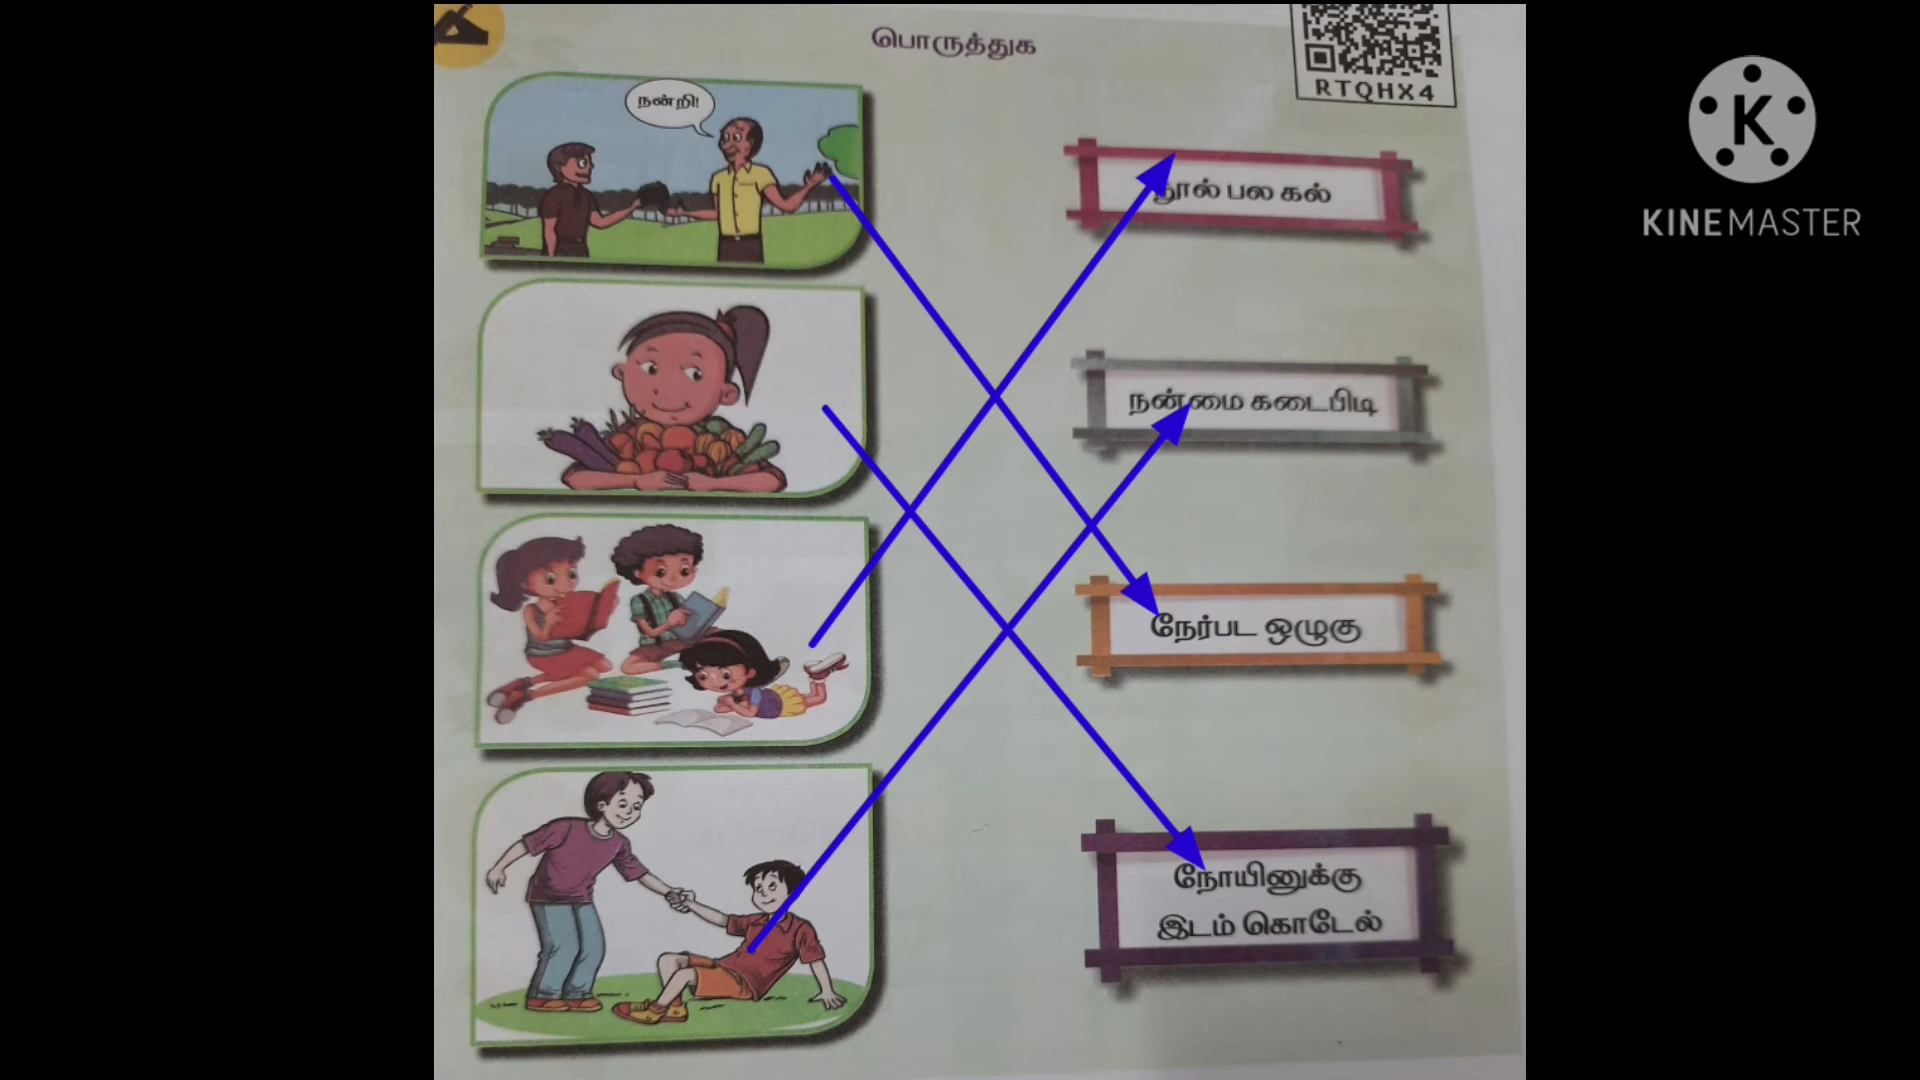 பொருத்துக
RTQHX4
KINEMASTER
நன்றி!
நூல் பல கல்
நன்மை கடைபிடி
நேர்பட ஒழுகு
நோயினுக்கு
இடம் கொடேல்